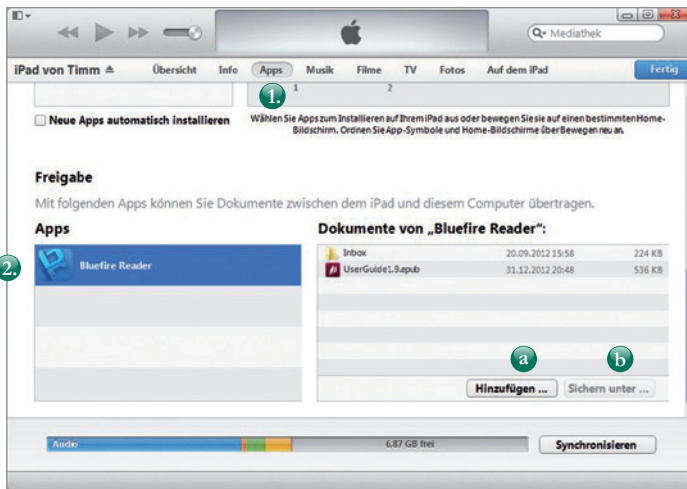 Mediathek
iPad von Timm Übersicht Info Apps Musik Filme TV Fotos Auf dem iPad Fertig
1.
1 2
Neue Apps automatisch installieren
Wählen Sie Apps zum Installieren auf Ihrem iPad aus oder bewegen Sie sie auf einen bestimmten Home-
Bildschirm. Ordnen Sie App-Symbole und Home-Bildschirme über Bewegen neu an.
Freigabe
Mit folgenden Apps können Sie Dokumente zwischen dem iPad und diesem Computer übertragen.
Apps
2.
Bluefire Reader
Dokumente von „Bluefire Reader“:
Inbox 20.09.2012 15:58 224 KB
UserGuide1.9.epub 31.12.2012 20:48 536 KB
a b
Hinzufügen ... Sichern unter ...
Audio 6,87 GB frei Synchronisieren